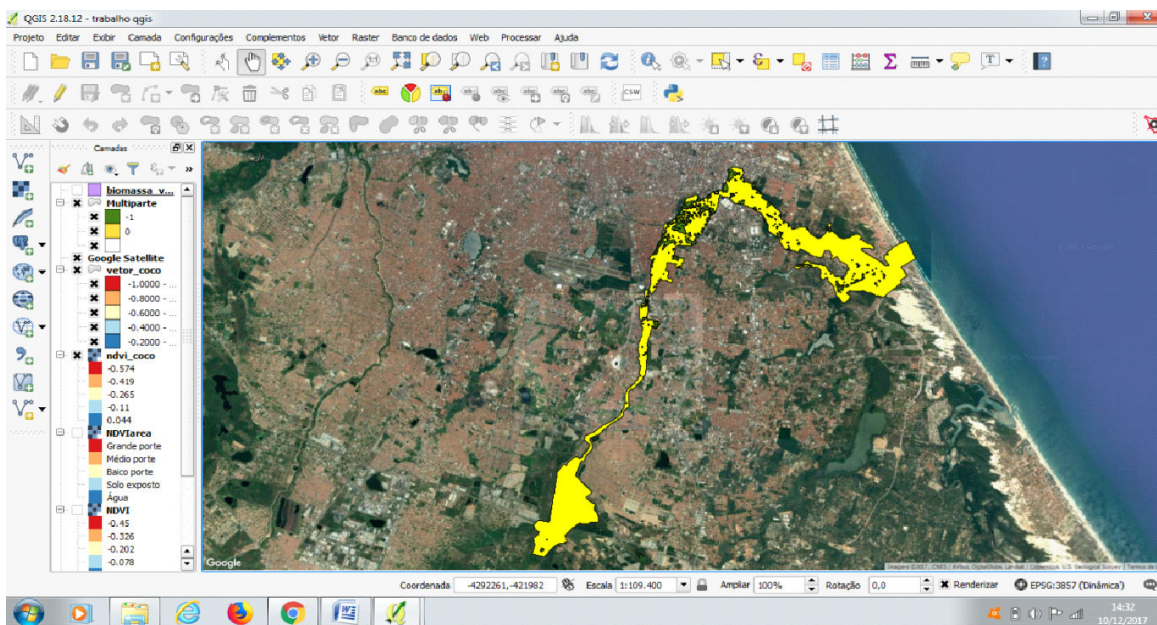 QGIS 2.18.12 - trabalho qgis
Projeto Editar Exibir Camada Configurações Complementos Vetor Raster Banco de dados Web Processar Ajuda
Camadas
biomassa_v...
Multiparte
-1
0
Google Satellite
vetor_coco
-1.0000 - ...
-0.8000 - ...
-0.6000 - ...
-0.4000 - ...
-0.2000 - ...
ndvi_coco
-0.574
-0.419
-0.265
-0.11
0.044
NDVIarea
Grande porte
Médio porte
Baico porte
Solo exposto
Água
NDVI
-0.45
-0.326
-0.202
-0.078
Google
Coordenada -4292261,-421982 Escala 1:109.400 Ampliar 100% Rotação 0,0 Renderizar EPSG:3857 (Dinâmica')
14:32
10/12/2017